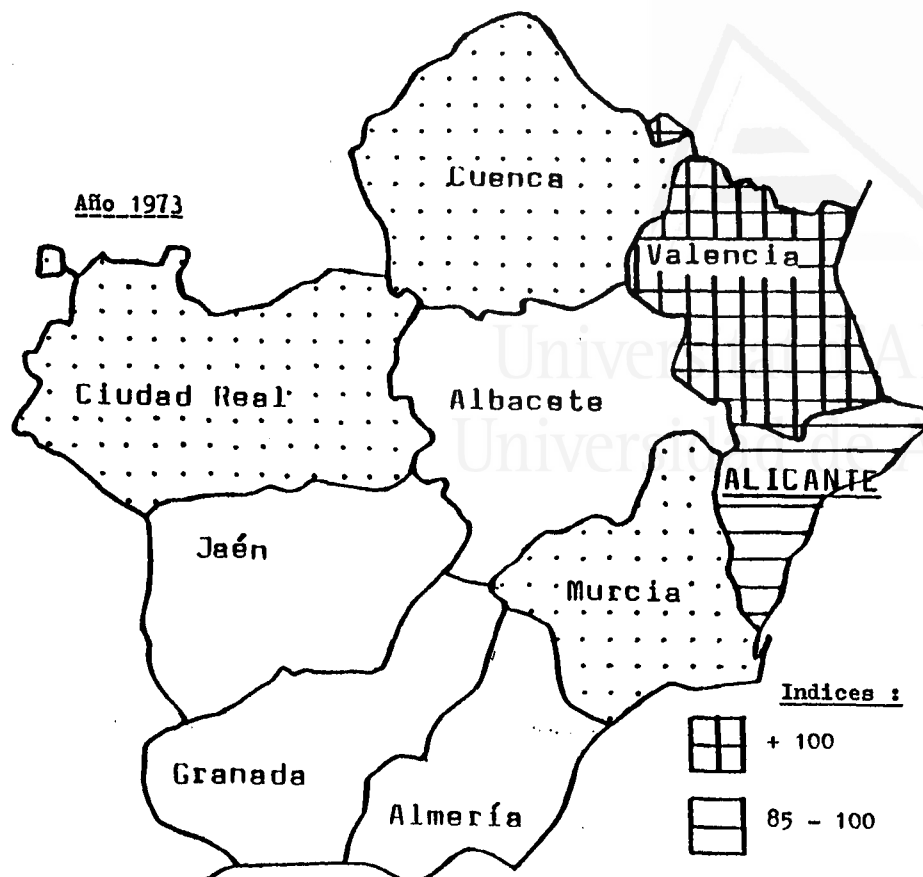 Cuenca
Año 1973
Valencia
Ciudad Real
Albacete
ALICANTE
Jaén
Murcia
Indices :
+ 100
Granada
Almería
85 - 100